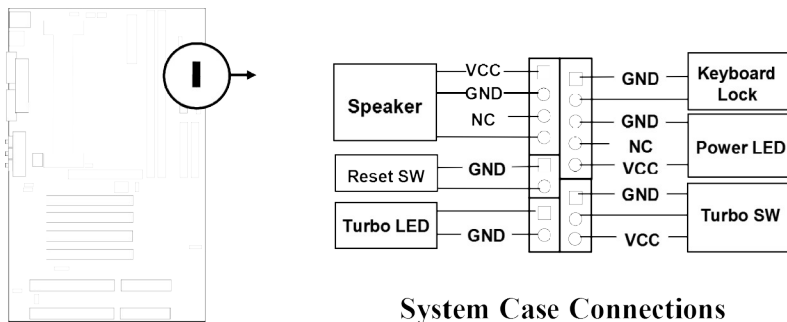 VCC
Speaker
GND
NC
Reset SW
GND
Turbo LED
GND
GND
Keyboard
Lock
GND
NC
Power LED
VCC
GND
Turbo SW
VCC
System Case Connections